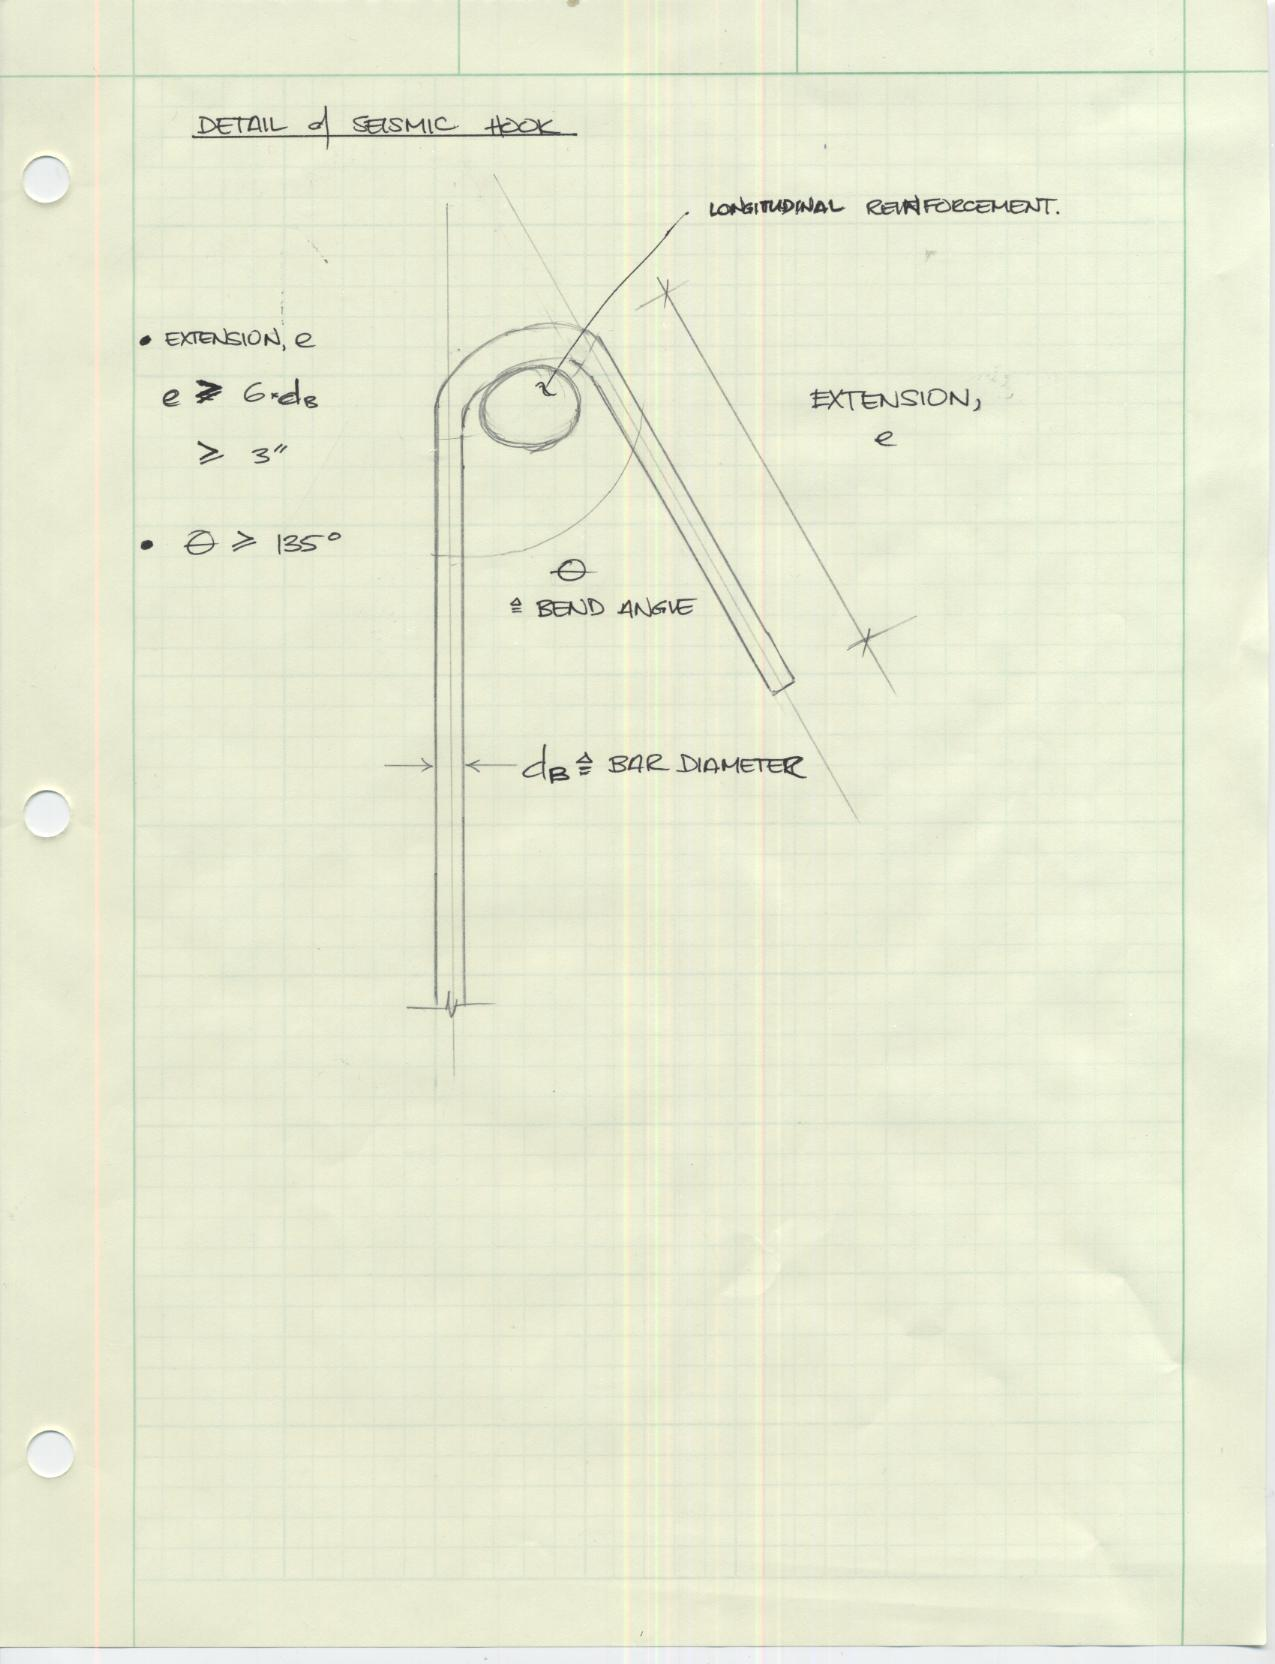 DETAIL of SEISMIC HOOK
LONGITUDINAL REINFORCEMENT.
• EXTENSION, e
e ≥ 6·dB
≥ 3"
EXTENSION,
e
• θ ≥ 135°
θ
≙ BEND ANGLE
dB ≙ BAR DIAMETER